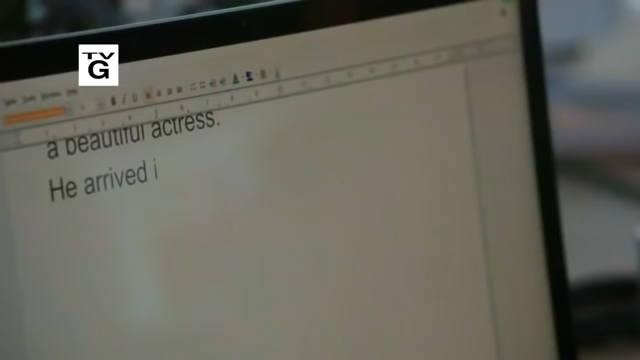 TV
G
a beautiful actress.
He arrived i